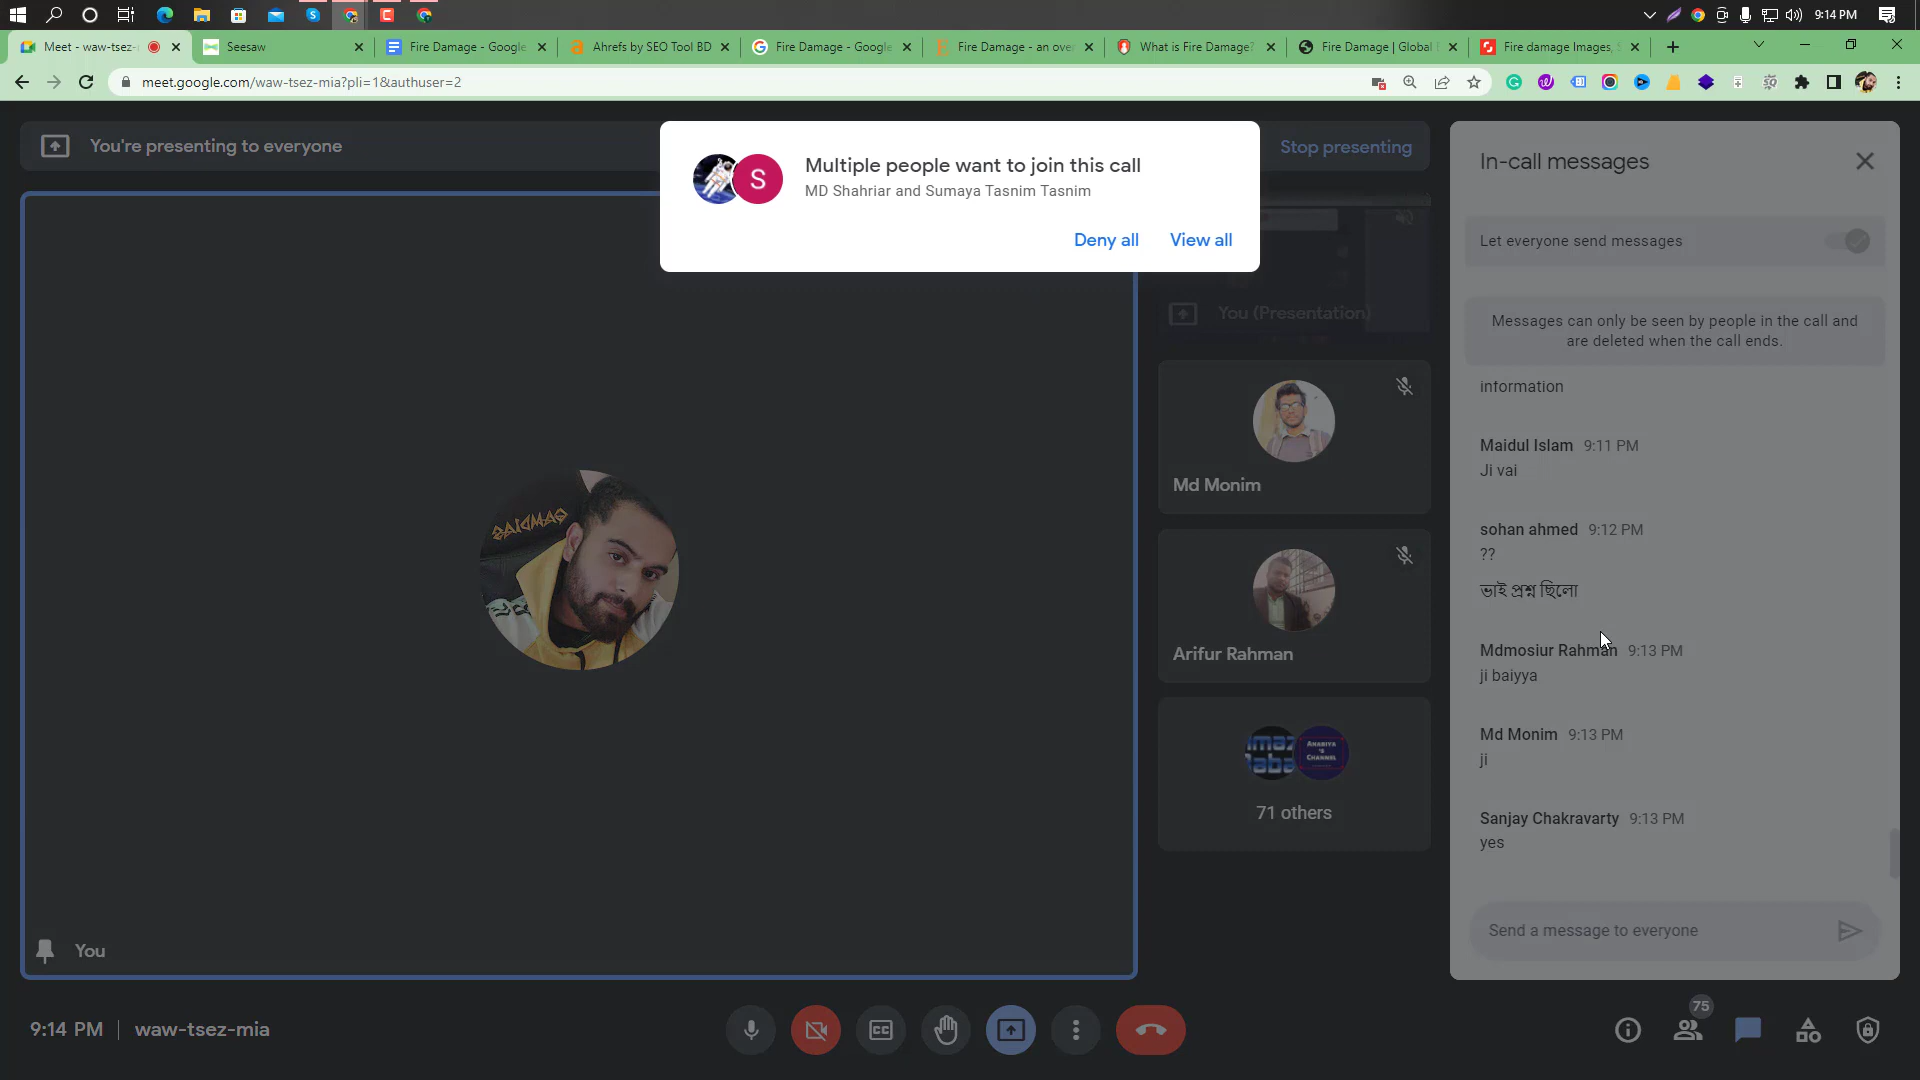 9:14 PM
Meet - waw-tsez-
Seesaw
Fire Damage - Google
Ahrefs by SEO Tool BD
Fire Damage - Google
Fire Damage - an ove
What is Fire Damage?
Fire Damage | Global
Fire damage Images,
meet.google.com/waw-tsez-mia?pli=1&authuser=2
You're presenting to everyone
Multiple people want to join this call
MD Shahriar and Sumaya Tasnim Tasnim
S
Deny all
View all
Stop presenting
You (Presentation)
Md Monim
Arifur Rahman
71 others
You
In-call messages
Let everyone send messages
Messages can only be seen by people in the call and
are deleted when the call ends.
information
Maidul Islam 9:11 PM
Ji vai
sohan ahmed 9:12 PM
??
ভাই প্রশ্ন ছিলো
Mdmosiur Rahman 9:13 PM
ji baiyya
Md Monim 9:13 PM
ji
Sanjay Chakravarty 9:13 PM
yes
Send a message to everyone
9:14 PM | waw-tsez-mia
75